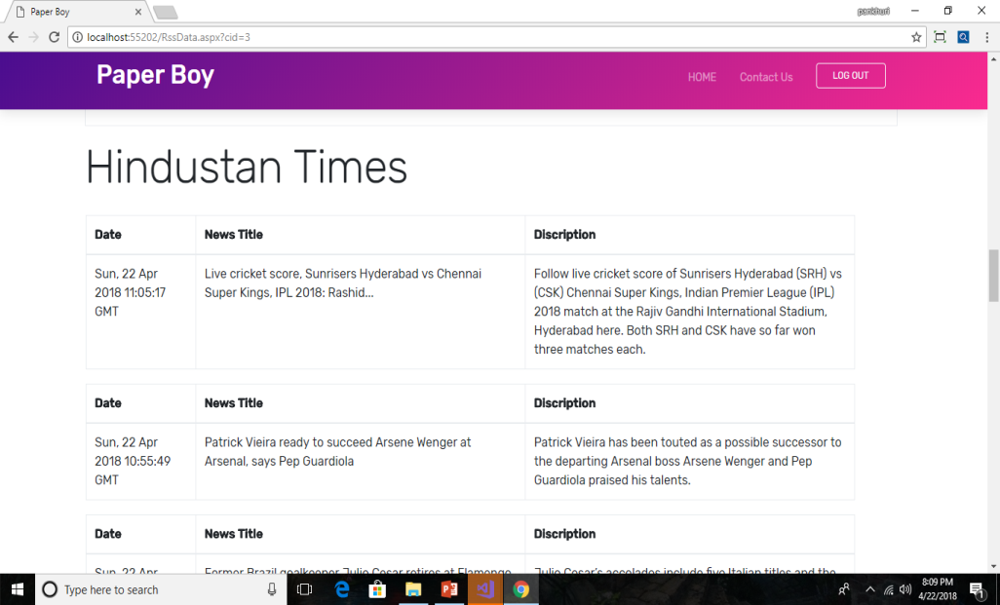 Paper Boy
pankhuri
localhost:55202/RssData.aspx?cid=3
Paper Boy
HOME
Contact Us
LOG OUT
Hindustan Times
Date
News Title
Discription
Sun, 22 Apr
2018 11:05:17
GMT
Live cricket score, Sunrisers Hyderabad vs Chennai
Super Kings, IPL 2018: Rashid...
Follow live cricket score of Sunrisers Hyderabad (SRH) vs
(CSK) Chennai Super Kings, Indian Premier League (IPL)
2018 match at the Rajiv Gandhi International Stadium,
Hyderabad here. Both SRH and CSK have so far won
three matches each.
Date
News Title
Discription
Sun, 22 Apr
2018 10:55:49
GMT
Patrick Vieira ready to succeed Arsene Wenger at
Arsenal, says Pep Guardiola
Patrick Vieira has been touted as a possible successor to
the departing Arsenal boss Arsene Wenger and Pep
Guardiola praised his talents.
Date
News Title
Discription
Sun, 22 Apr
Former Brazil goalkeeper Julio Cesar retires at Flamengo
Julio Cesar's accolades include five Italian titles and the
Type here to search
8:09 PM
4/22/2018
1